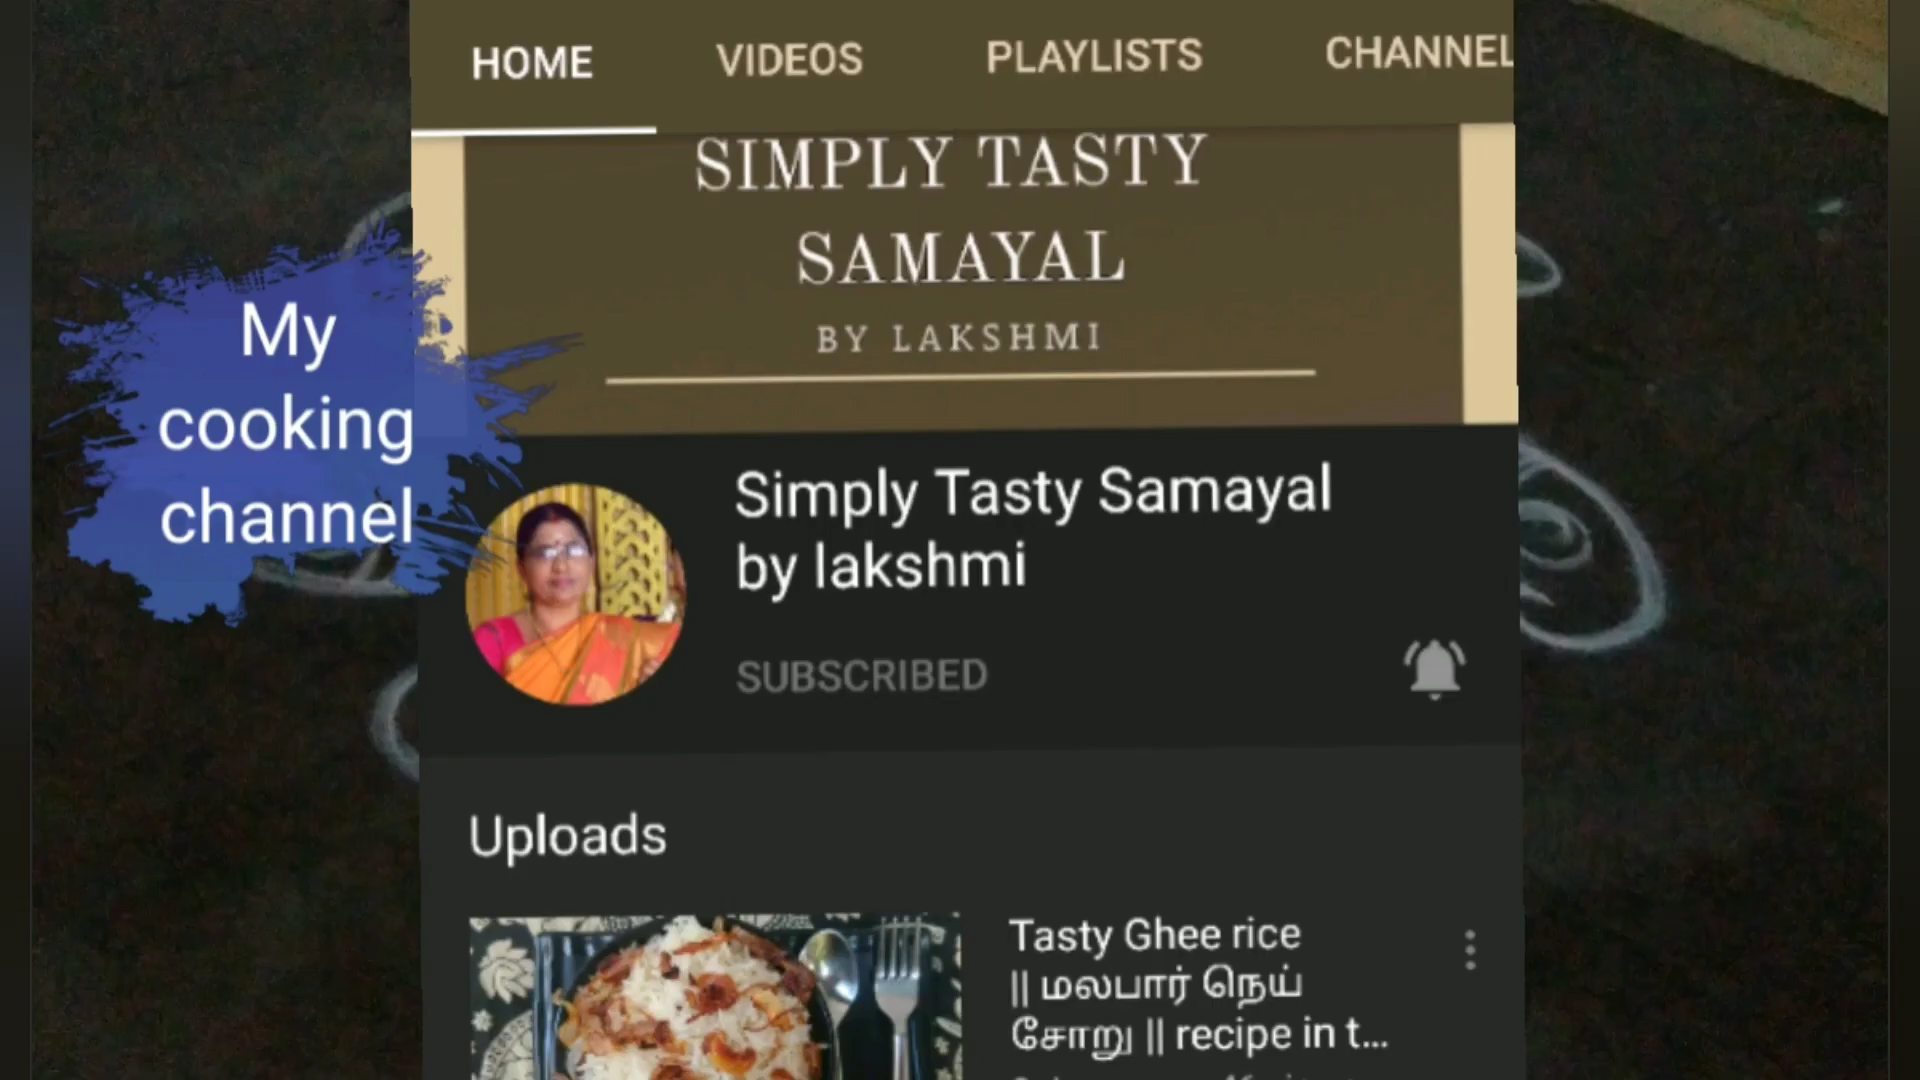 HOME VIDEOS PLAYLISTS CHANNEL
SIMPLY TASTY
SAMAYAL
BY LAKSHMI
My
cooking
channel
Simply Tasty Samayal
by lakshmi
SUBSCRIBED
Uploads
Tasty Ghee rice
|| மலபார் நெய்
சோறு || recipe in t...